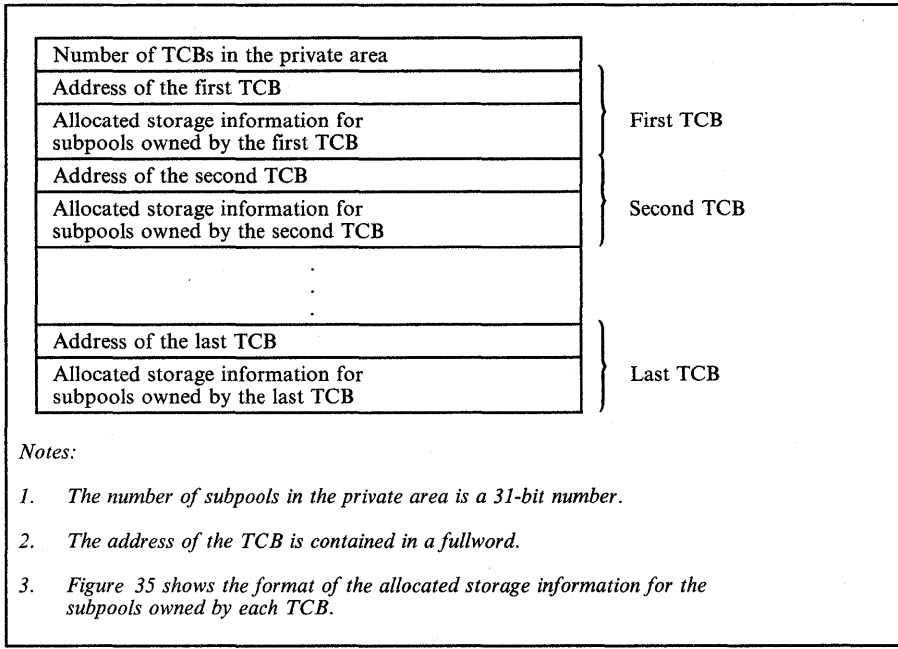 Number of TCBs in the private area
Address of the first TCB
Allocated storage information for
subpools owned by the first TCB
First TCB
Address of the second TCB
Allocated storage information for
subpools owned by the second TCB
Second TCB
.
.
.
Address of the last TCB
Allocated storage information for
subpools owned by the last TCB
Last TCB
Notes:
1. The number of subpools in the private area is a 31-bit number.
2. The address of the TCB is contained in a fullword.
3. Figure 35 shows the format of the allocated storage information for the
subpools owned by each TCB.